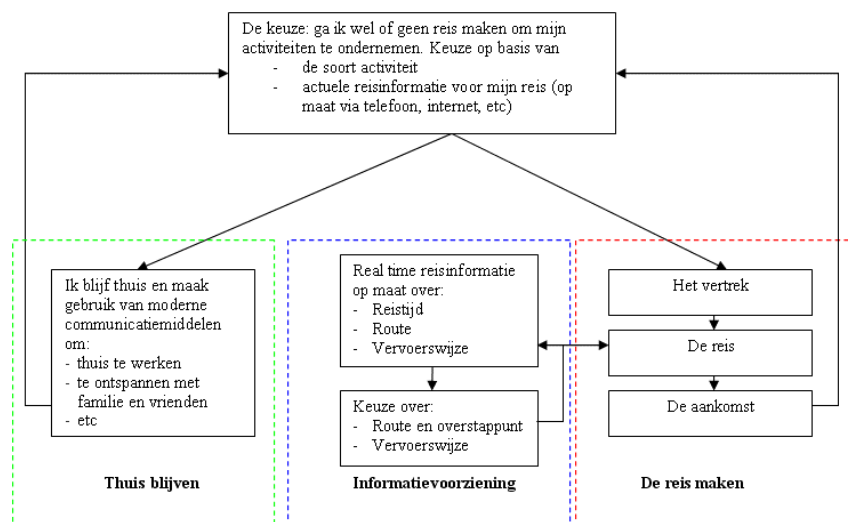 De keuze: ga ik wel of geen reis maken om mijn
activiteiten te ondernemen. Keuze op basis van
- de soort activiteit
- actuele reisinformatie voor mijn reis (op
maat via telefoon, internet, etc)
Ik blijf thuis en maak
gebruik van moderne
communicatiemiddelen
om:
- thuis te werken
- te ontspannen met
familie en vrienden
- etc
Thuis blijven
Real time reisinformatie
op maat over:
- Reistijd
- Route
- Vervoerswijze
Keuze over:
- Route en overstappunt
- Vervoerswijze
Informatievoorziening
Het vertrek
De reis
De aankomst
De reis maken